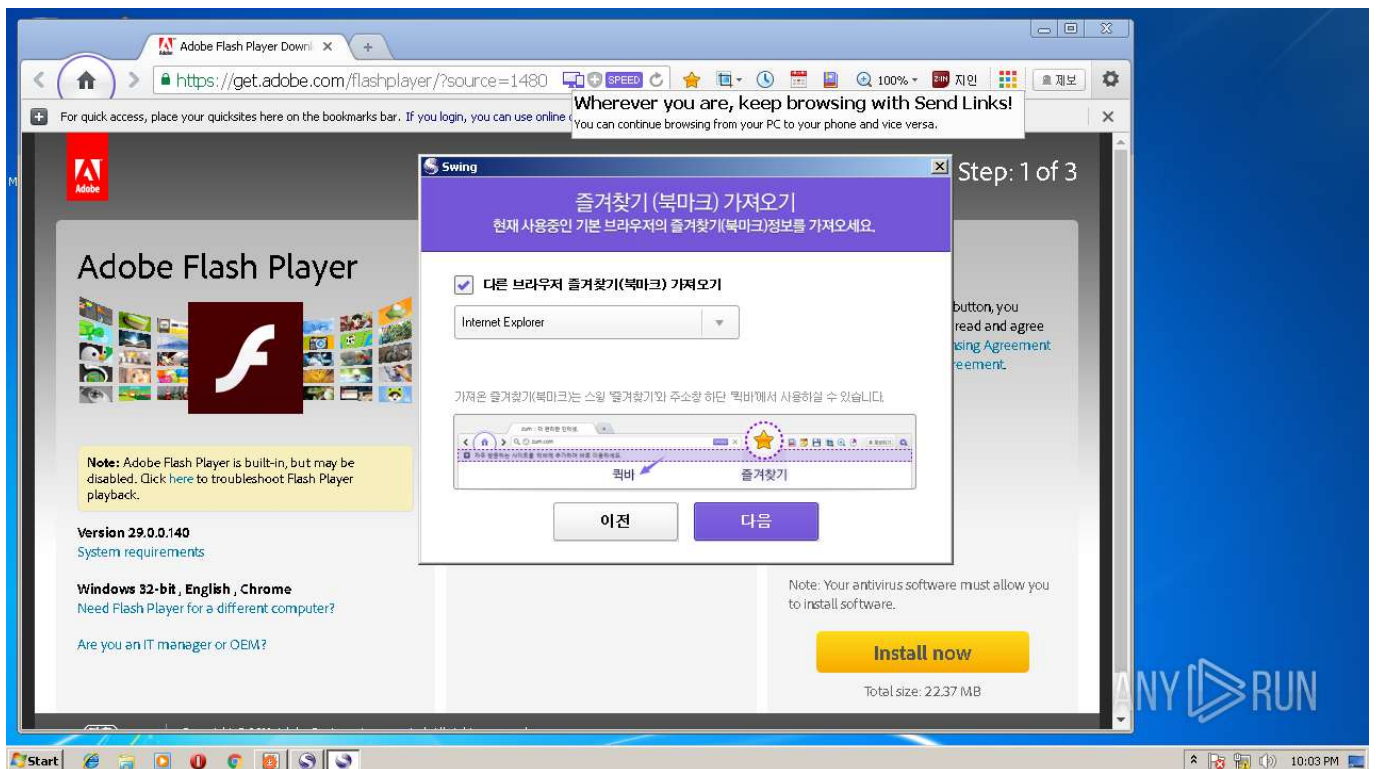 Adobe Flash Player Downl
https://get.adobe.com/flashplayer/?source=1480
SPEED
100%
ZUM 지인
제보
For quick access, place your quicksites here on the bookmarks bar. If you login, you can use online
Wherever you are, keep browsing with Send Links!
You can continue browsing from your PC to your phone and vice versa.
Adobe
Step: 1 of 3
Swing
즐겨찾기 (북마크) 가져오기
현재 사용중인 기본 브라우저의 즐겨찾기(북마크)정보를 가져오세요.
다른 브라우저 즐겨찾기(북마크) 가져오기
Internet Explorer
가져온 즐겨찾기(북마크)는 스윙 '즐겨찾기'와 주소창 하단 '퀵바'에서 사용하실 수 있습니다.
zum.com
퀵바
즐겨찾기
이전
다음
Adobe Flash Player
Note: Adobe Flash Player is built-in, but may be
disabled. Click here to troubleshoot Flash Player
playback.
Version 29.0.0.140
System requirements
Windows 32-bit, English, Chrome
Need Flash Player for a different computer?
Are you an IT manager or OEM?
button, you
read and agree
sing Agreement
reement.
Note: Your antivirus software must allow you
to install software.
Install now
Total size: 22.37 MB
ANY RUN
Start
10:03 PM